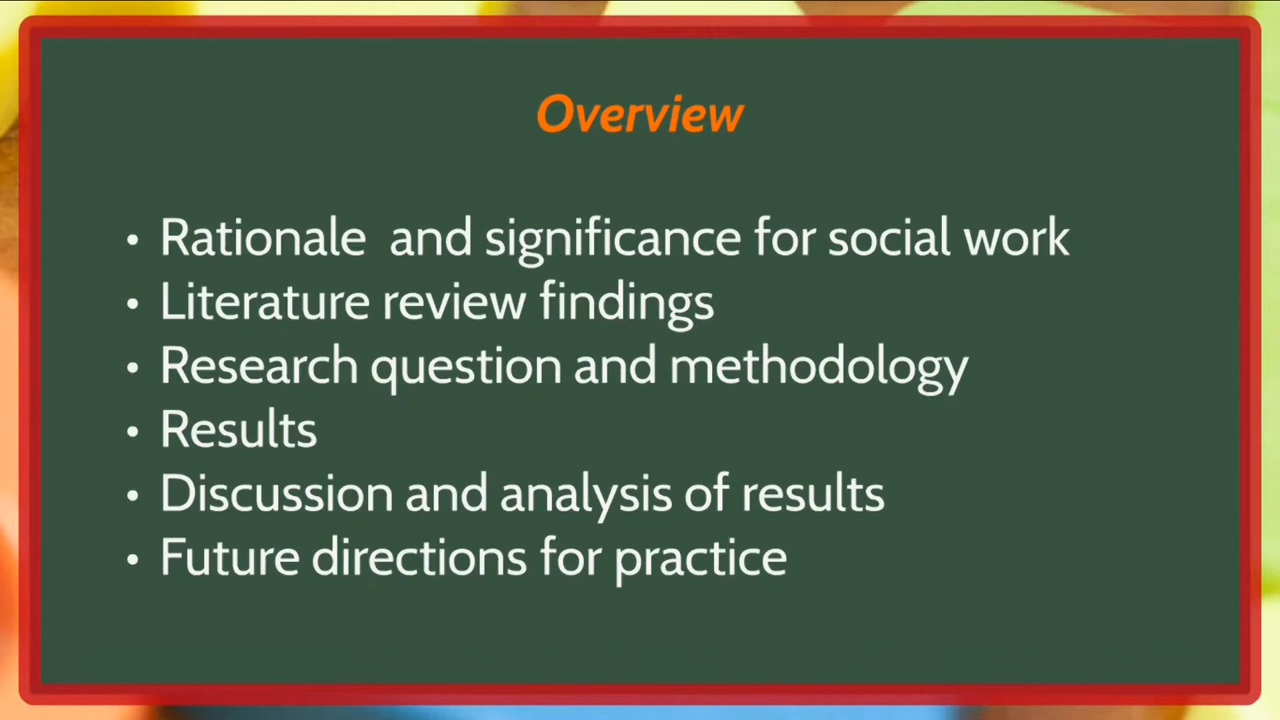 Overview
• Rationale  and significance for social work
• Literature review findings
• Research question and methodology
• Results
• Discussion and analysis of results
• Future directions for practice